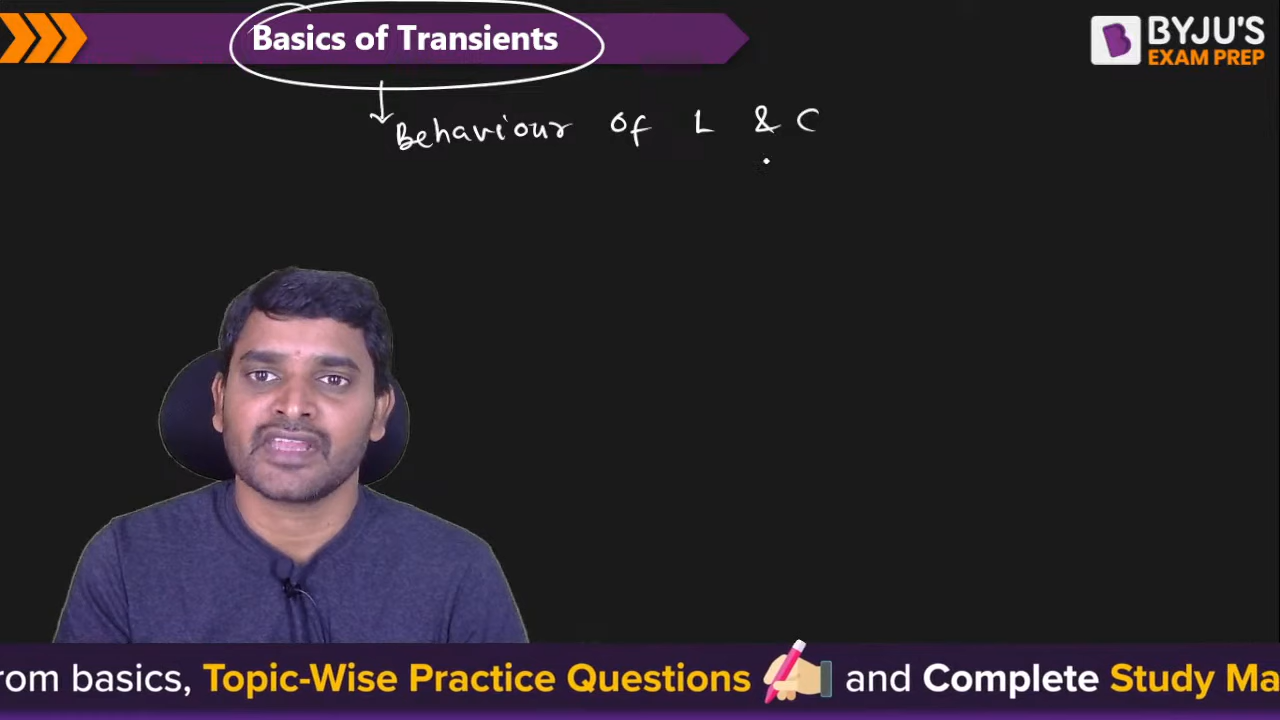 Basics of Transients
BYJU'S
EXAM PREP
Behaviour of L & C
rom basics, Topic-Wise Practice Questions and Complete Study Ma